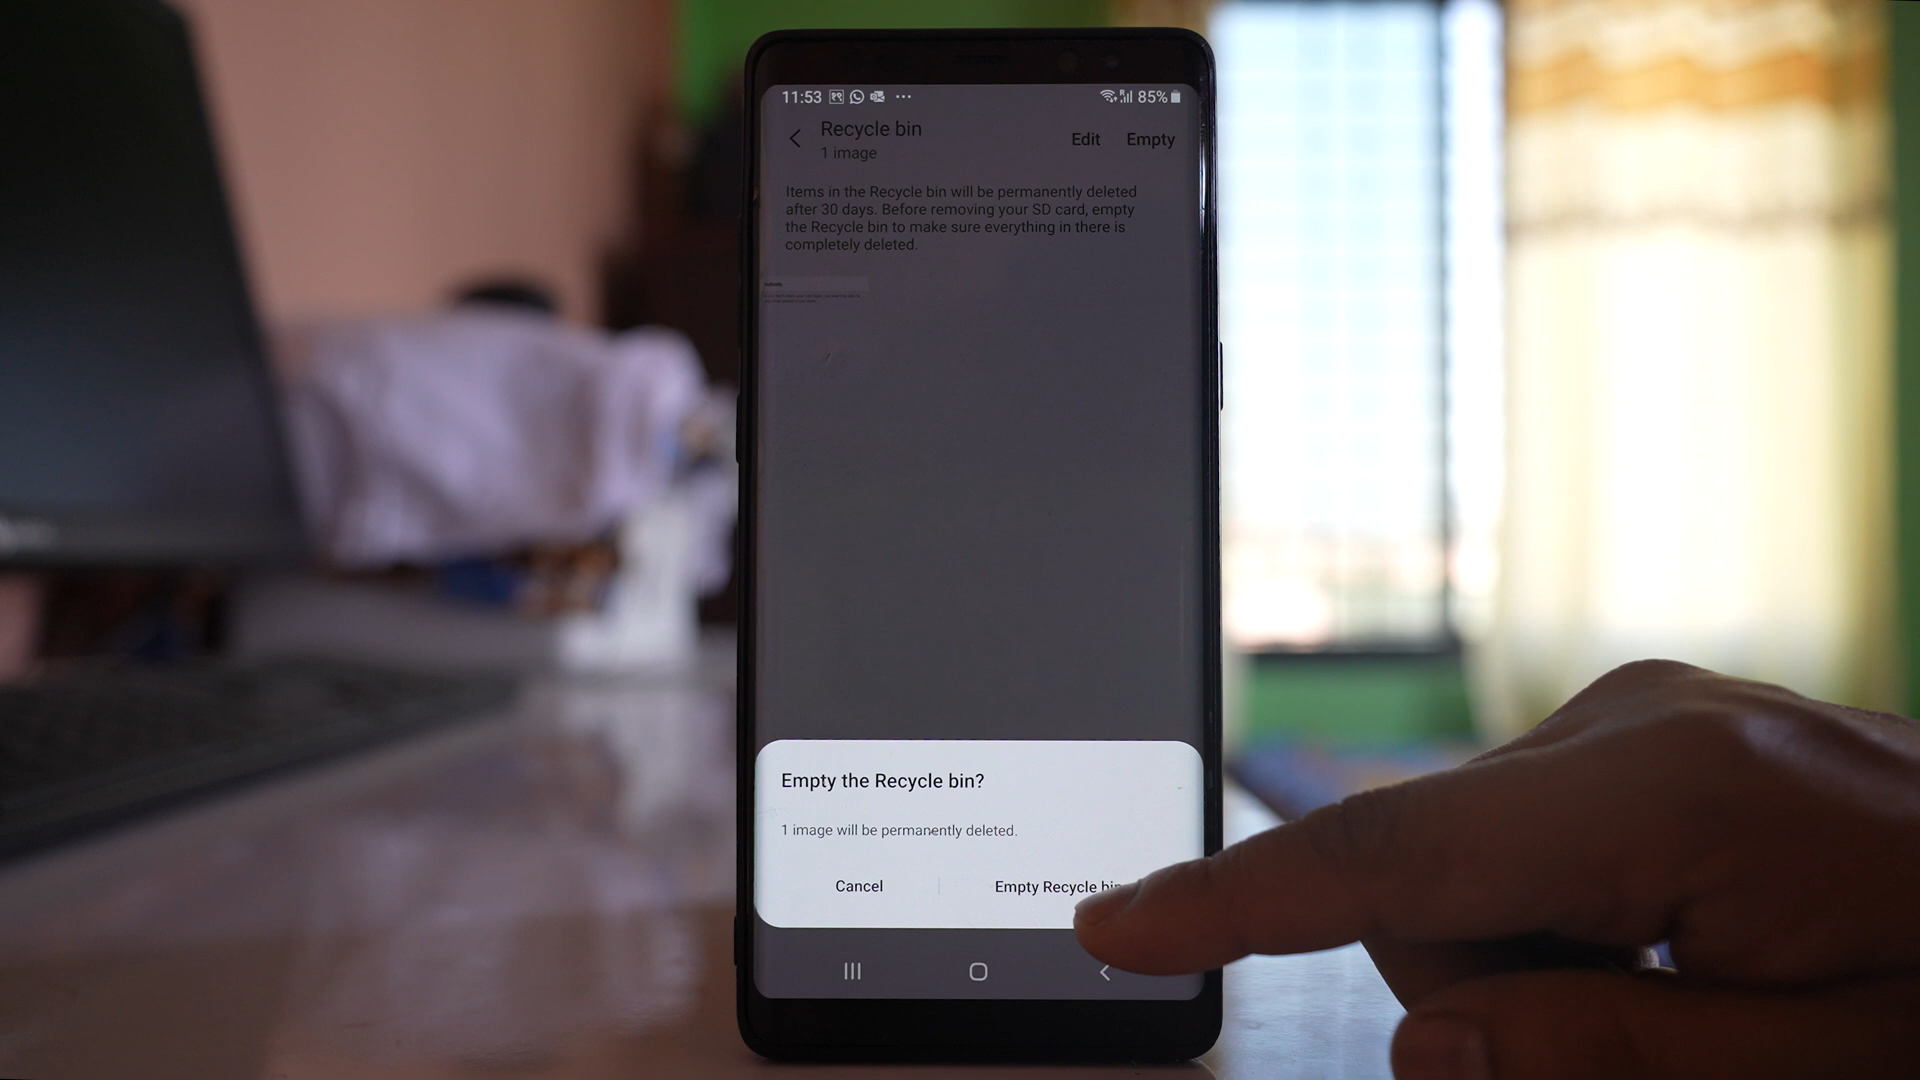 11:53 85%
Recycle bin
1 image
Edit Empty
Items in the Recycle bin will be permanently deleted
after 30 days. Before removing your SD card, empty
the Recycle bin to make sure everything in there is
completely deleted.
Empty the Recycle bin?
1 image will be permanently deleted.
Cancel Empty Recycle bin